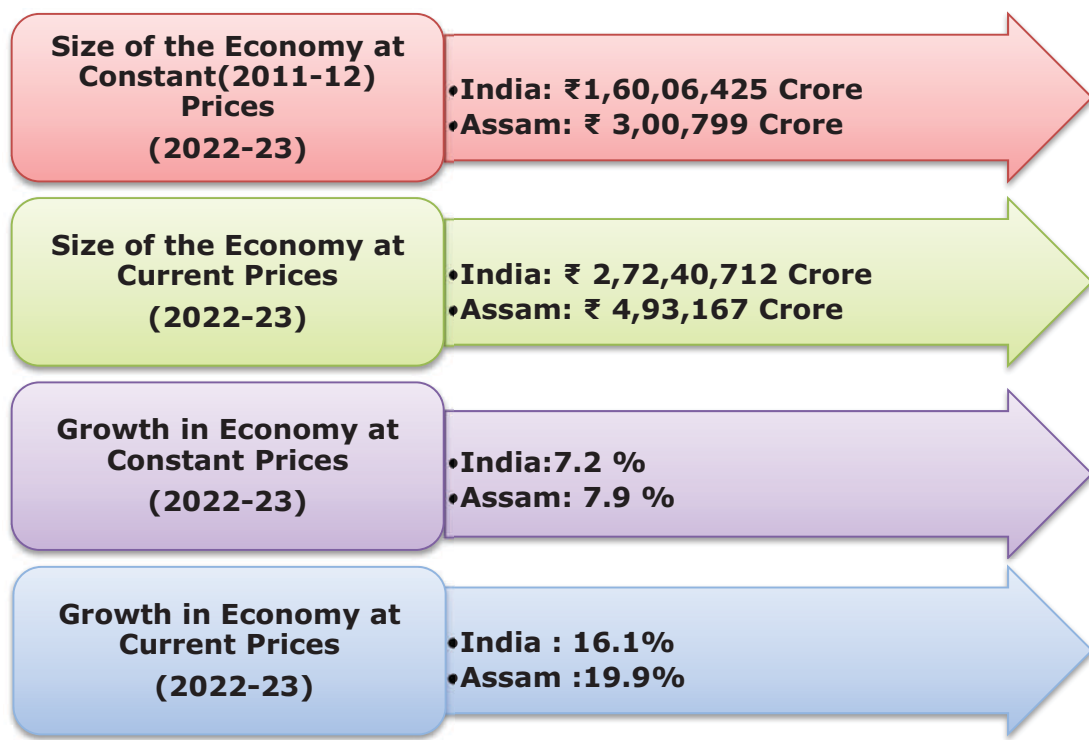 Size of the Economy at
Constant(2011-12)
Prices
(2022-23)
•India: ₹1,60,06,425 Crore
•Assam: ₹ 3,00,799 Crore
Size of the Economy at
Current Prices
(2022-23)
•India: ₹ 2,72,40,712 Crore
•Assam: ₹ 4,93,167 Crore
Growth in Economy at
Constant Prices
(2022-23)
•India:7.2 %
•Assam: 7.9 %
Growth in Economy at
Current Prices
(2022-23)
•India : 16.1%
•Assam :19.9%